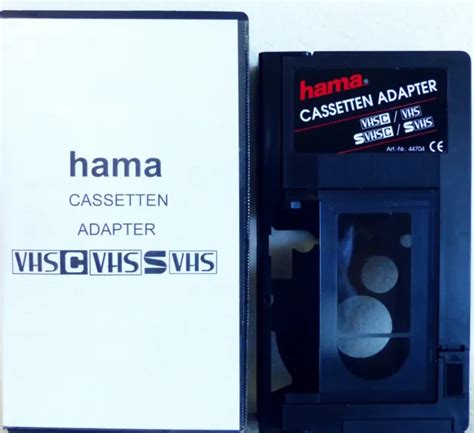 hama
CASSETTEN
ADAPTER
VHS C VHS S VHS
hama®
CASSETTEN ADAPTER
VHS C / VHS
S VHS C / S VHS
Art.-Nr.: 44704 CE